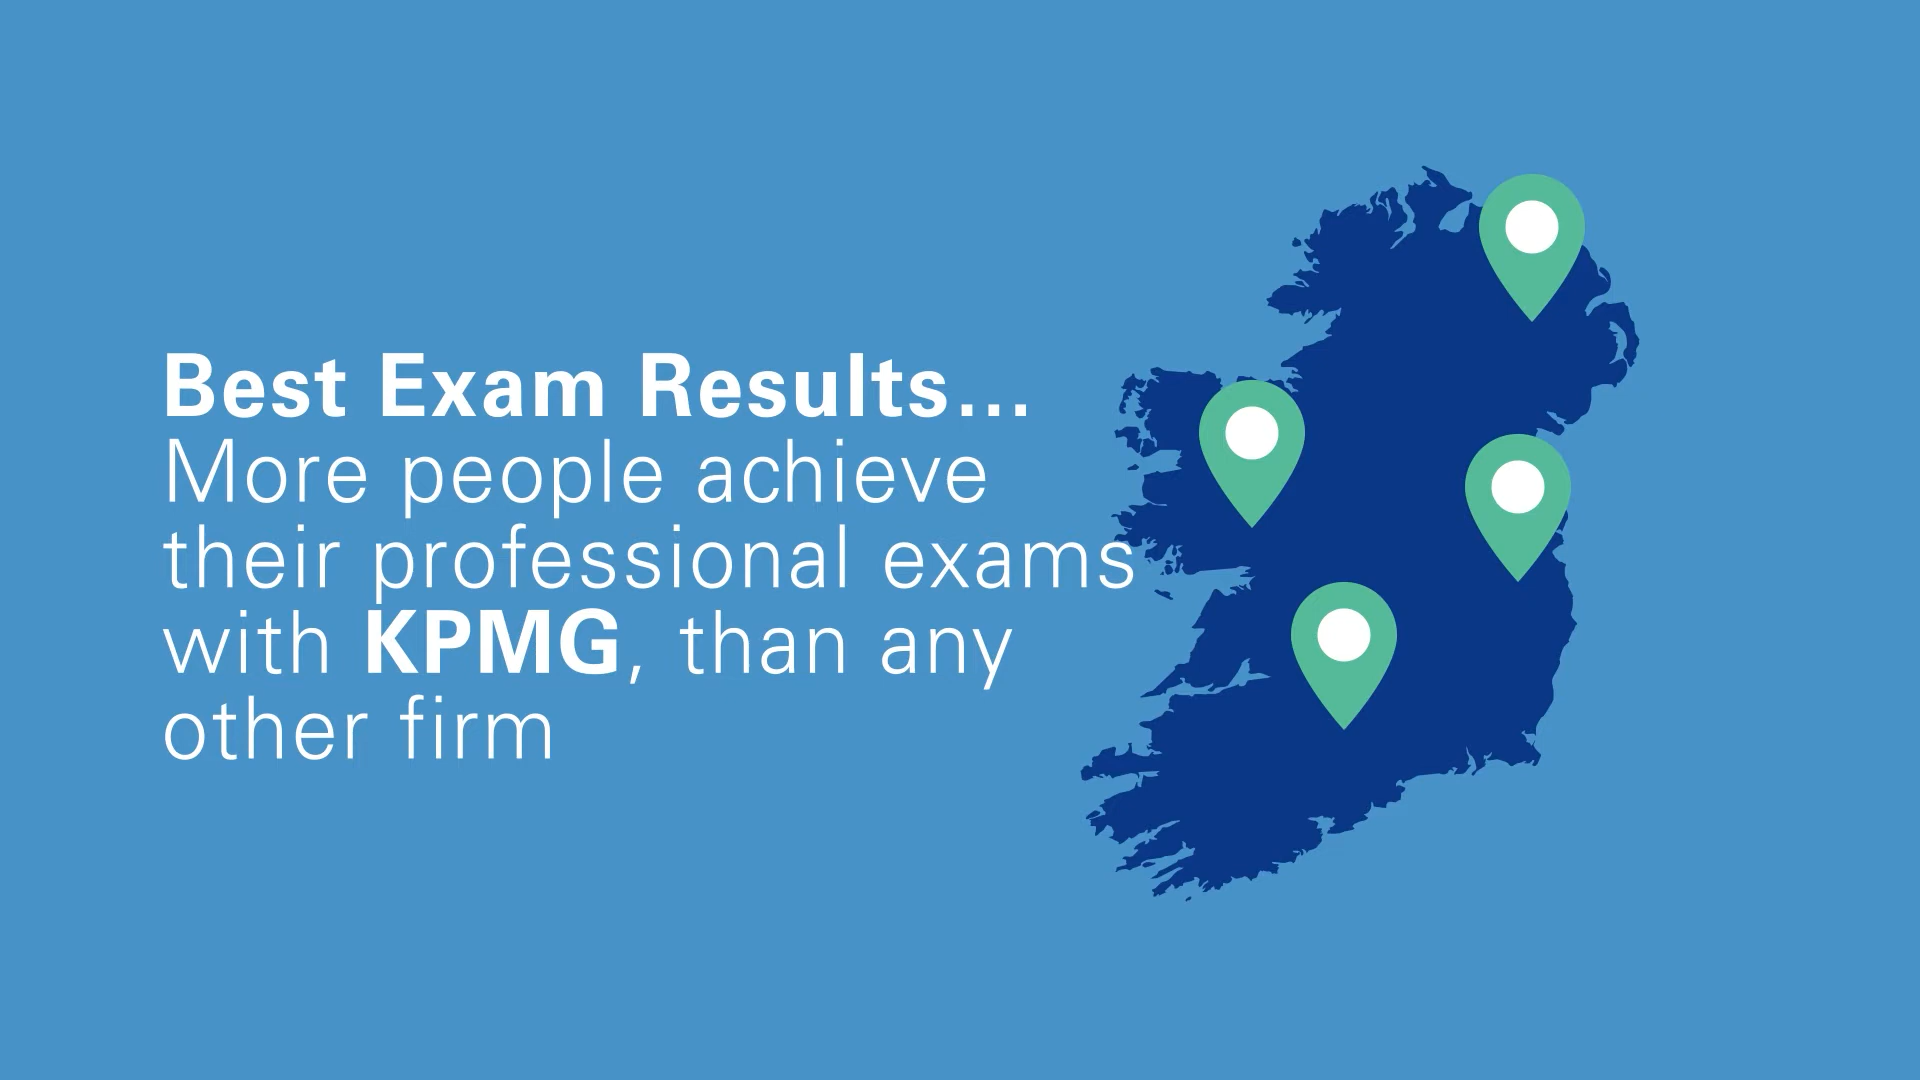 Best Exam Results...
More people achieve
their professional exams
with KPMG, than any
other firm